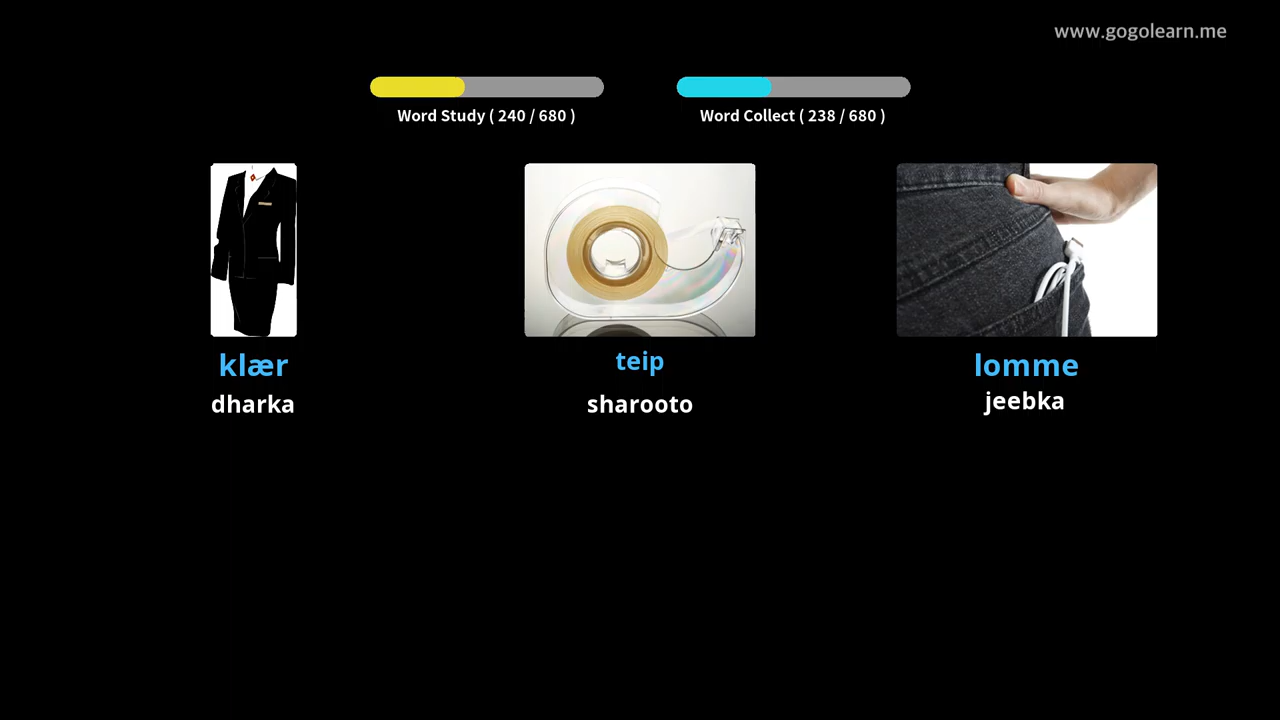 www.gogolearn.me
Word Study ( 240 / 680 )
Word Collect ( 238 / 680 )
klær
teip
lomme
dharka
sharooto
jeebka